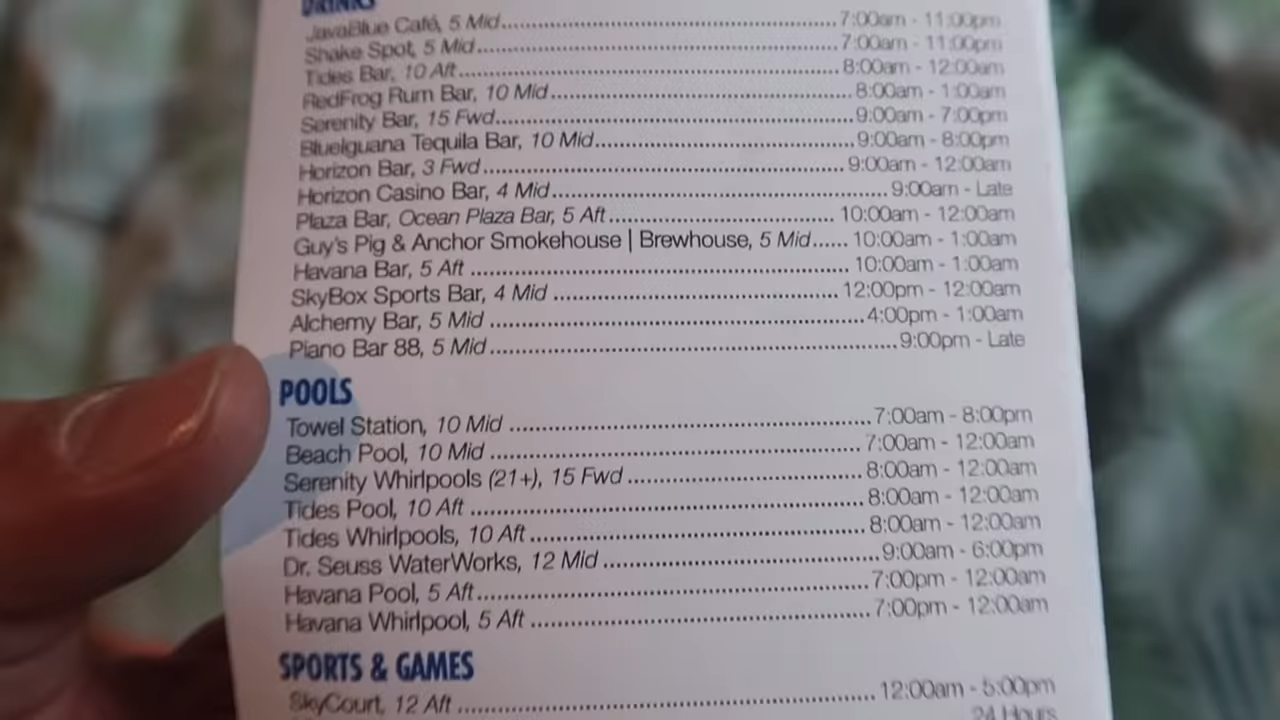 DRINKS
JavaBlue Café, 5 Mid........7:00am - 11:00pm
Shake Spot, 5 Mid........7:00am - 11:00pm
Tides Bar, 10 Aft........8:00am - 12:00am
RedFrog Rum Bar, 10 Mid........8:00am - 1:00am
Serenity Bar, 15 Fwd........9:00am - 7:00pm
BlueIguana Tequila Bar, 10 Mid........9:00am - 8:00pm
Horizon Bar, 3 Fwd........9:00am - 12:00am
Horizon Casino Bar, 4 Mid........9:00am - Late
Plaza Bar, Ocean Plaza Bar, 5 Aft........10:00am - 12:00am
Guy's Pig & Anchor Smokehouse | Brewhouse, 5 Mid...... 10:00am - 1:00am
Havana Bar, 5 Aft ........ 10:00am - 1:00am
SkyBox Sports Bar, 4 Mid ........ 12:00pm - 12:00am
Alchemy Bar, 5 Mid ........ 4:00pm - 1:00am
Piano Bar 88, 5 Mid ........ 9:00pm - Late
POOLS
Towel Station, 10 Mid ........ 7:00am - 8:00pm
Beach Pool, 10 Mid ........ 7:00am - 12:00am
Serenity Whirlpools (21+), 15 Fwd ........ 8:00am - 12:00am
Tides Pool, 10 Aft ........ 8:00am - 12:00am
Tides Whirlpools, 10 Aft ........ 8:00am - 12:00am
Dr. Seuss WaterWorks, 12 Mid ........ 9:00am - 6:00pm
Havana Pool, 5 Aft........ 7:00pm - 12:00am
Havana Whirlpool, 5 Aft ........ 7:00pm - 12:00am
SPORTS & GAMES
SkyCourt, 12 Aft ........ 12:00am - 5:00pm
24 Hours